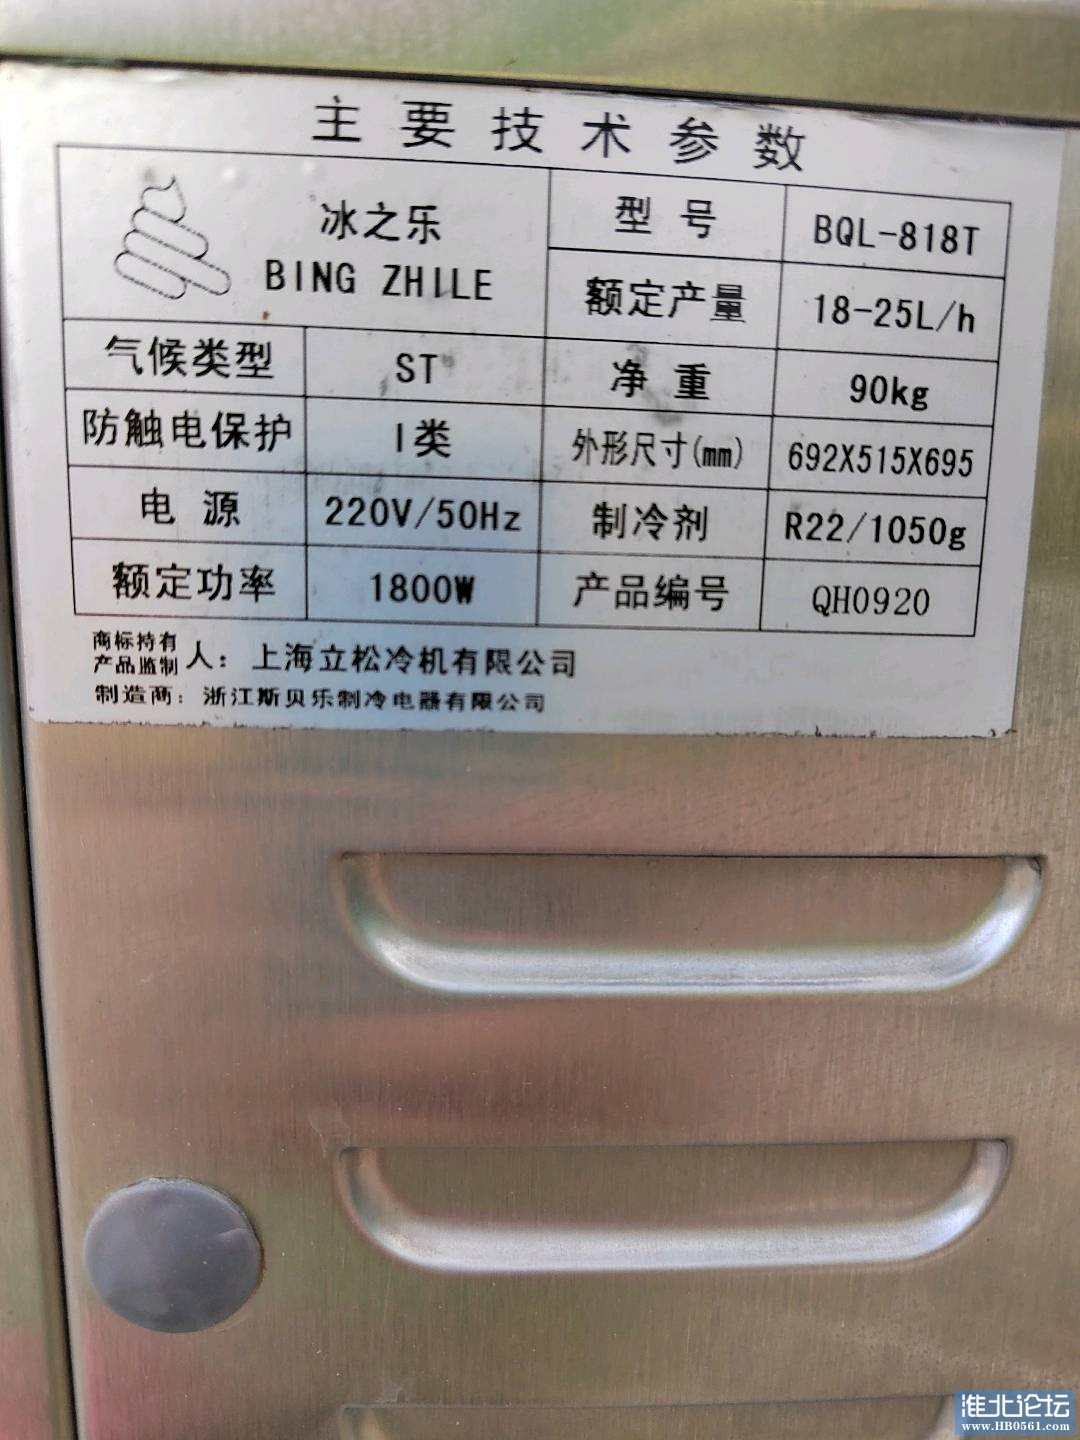 主要技术参数
冰之乐
BING ZHILE
型号 BQL-818T
额定产量 18-25L/h
气候类型 ST 净重 90kg
防触电保护 I类 外形尺寸(mm) 692X515X695
电源 220V/50Hz 制冷剂 R22/1050g
额定功率 1800W 产品编号 QH0920
商标持有
产品监制 人：上海立松冷机有限公司
制造商：浙江斯贝乐制冷电器有限公司
淮北论坛
www.HB0561.com